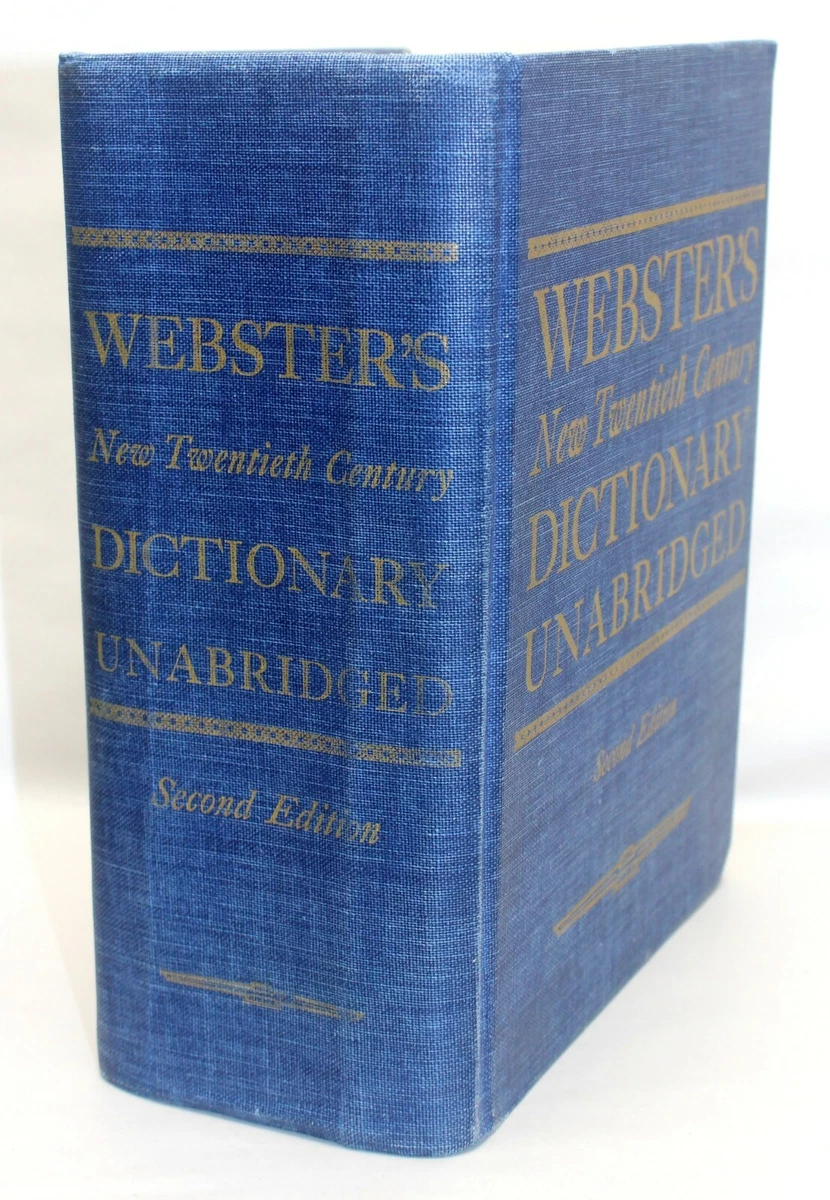 WEBSTER'S
New Twentieth Century
DICTIONARY
UNABRIDGED
Second Edition
WEBSTER'S
New Twentieth Century
DICTIONARY
UNABRIDGED
Second Edition